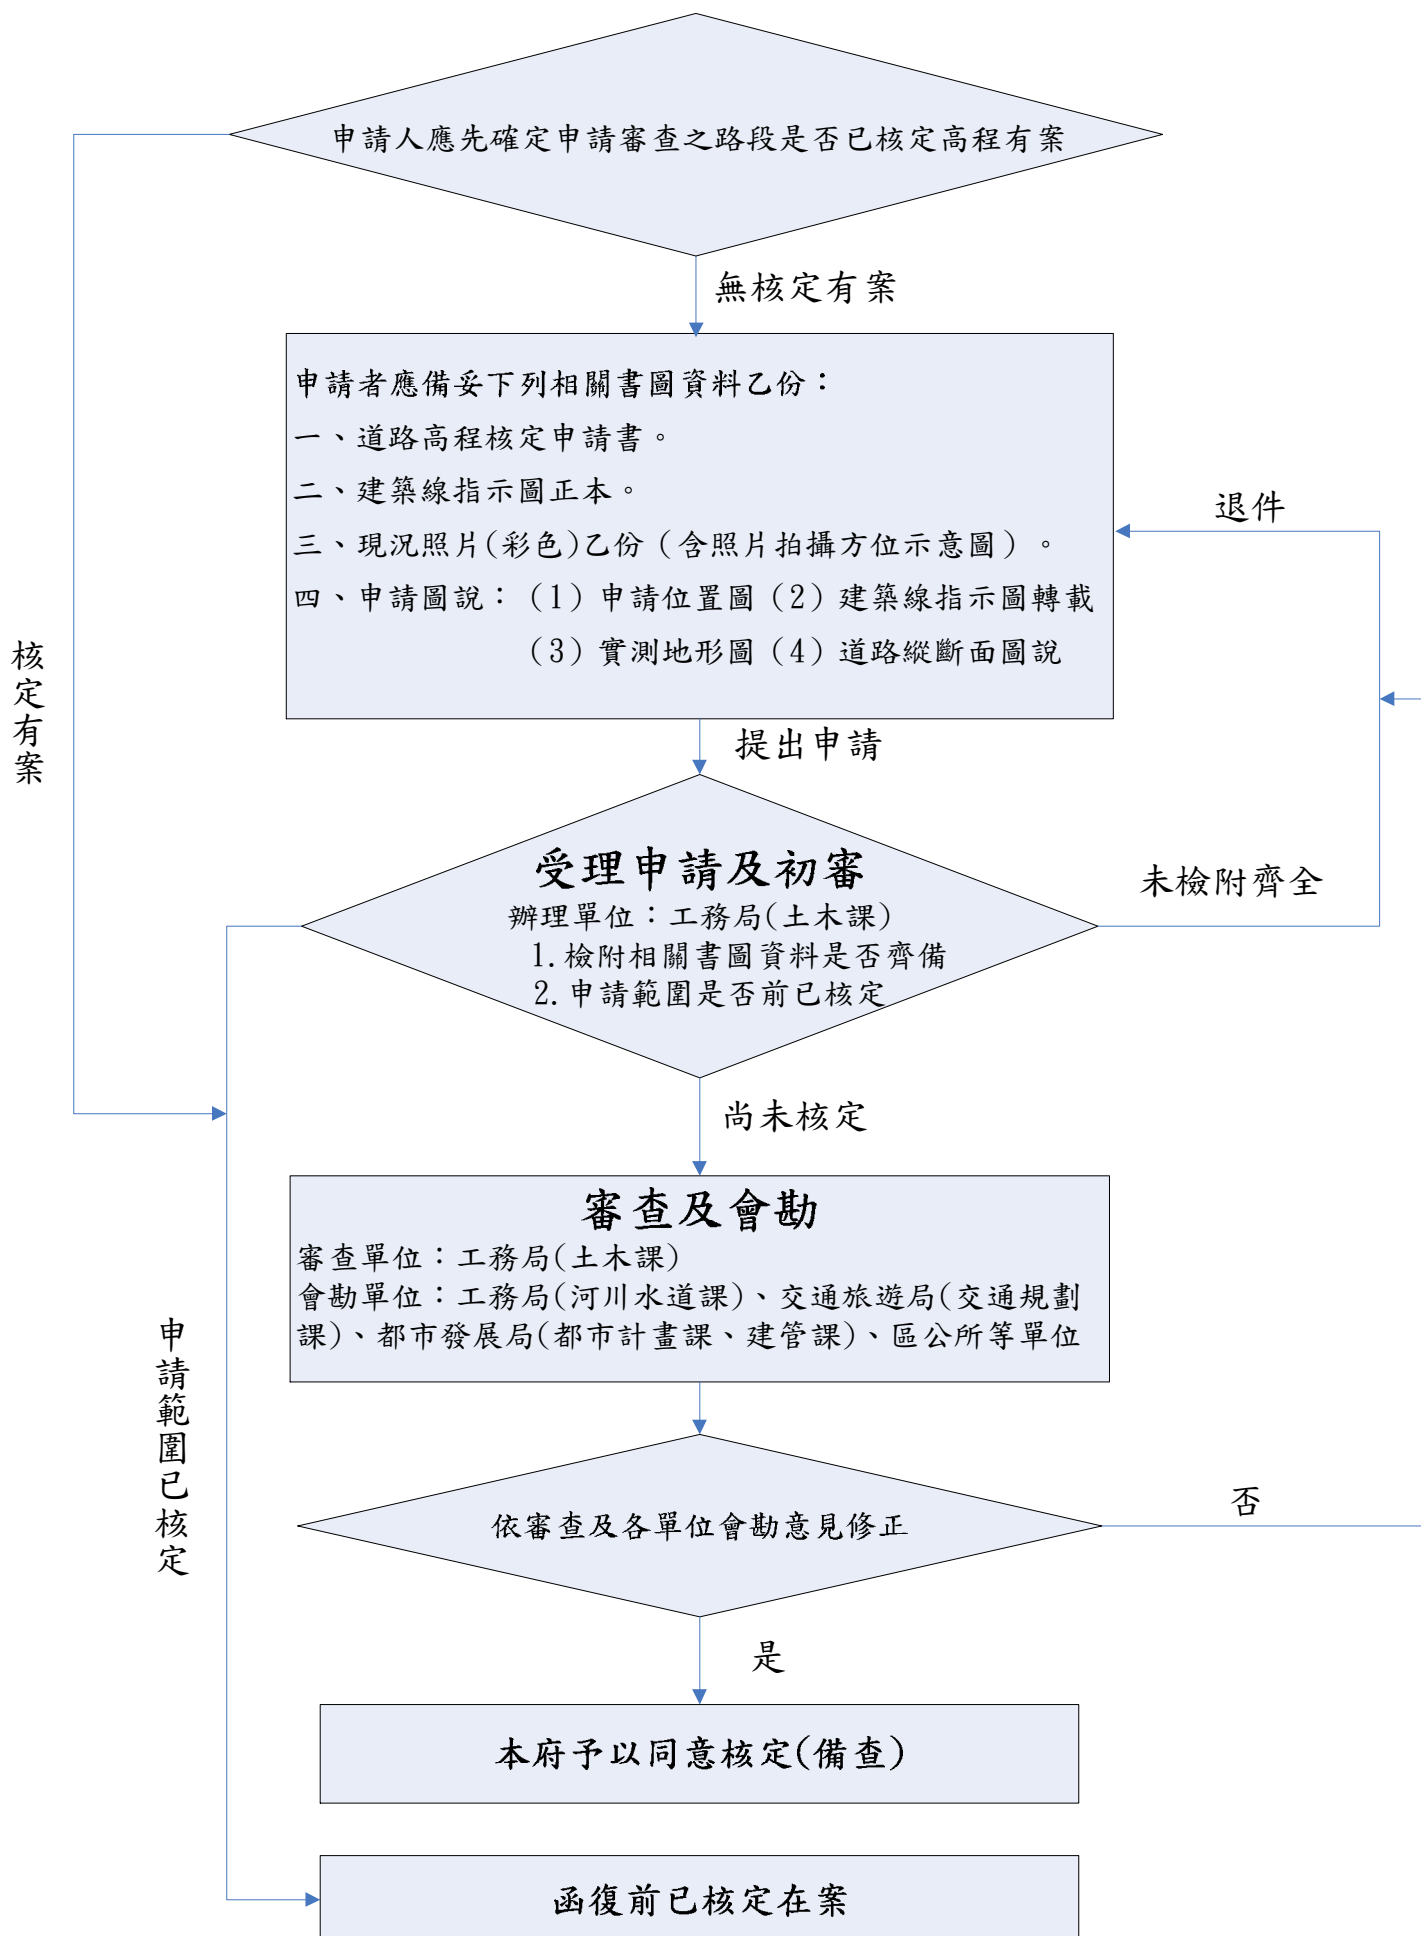 申請人應先確定申請審查之路段是否已核定高程有案
無核定有案
申請者應備妥下列相關書圖資料乙份：
一、道路高程核定申請書。
二、建築線指示圖正本。
三、現況照片(彩色)乙份（含照片拍攝方位示意圖）。
四、申請圖說：（1）申請位置圖（2）建築線指示圖轉載
（3）實測地形圖（4）道路縱斷面圖說
退件
核定有案
提出申請
受理申請及初審
辦理單位：工務局(土木課)
1.檢附相關書圖資料是否齊備
2.申請範圍是否前已核定
未檢附齊全
尚未核定
審查及會勘
審查單位：工務局(土木課)
會勘單位：工務局(河川水道課)、交通旅遊局(交通規劃
課)、都市發展局(都市計畫課、建管課)、區公所等單位
申請範圍已核定
依審查及各單位會勘意見修正
否
是
本府予以同意核定(備查)
函復前已核定在案